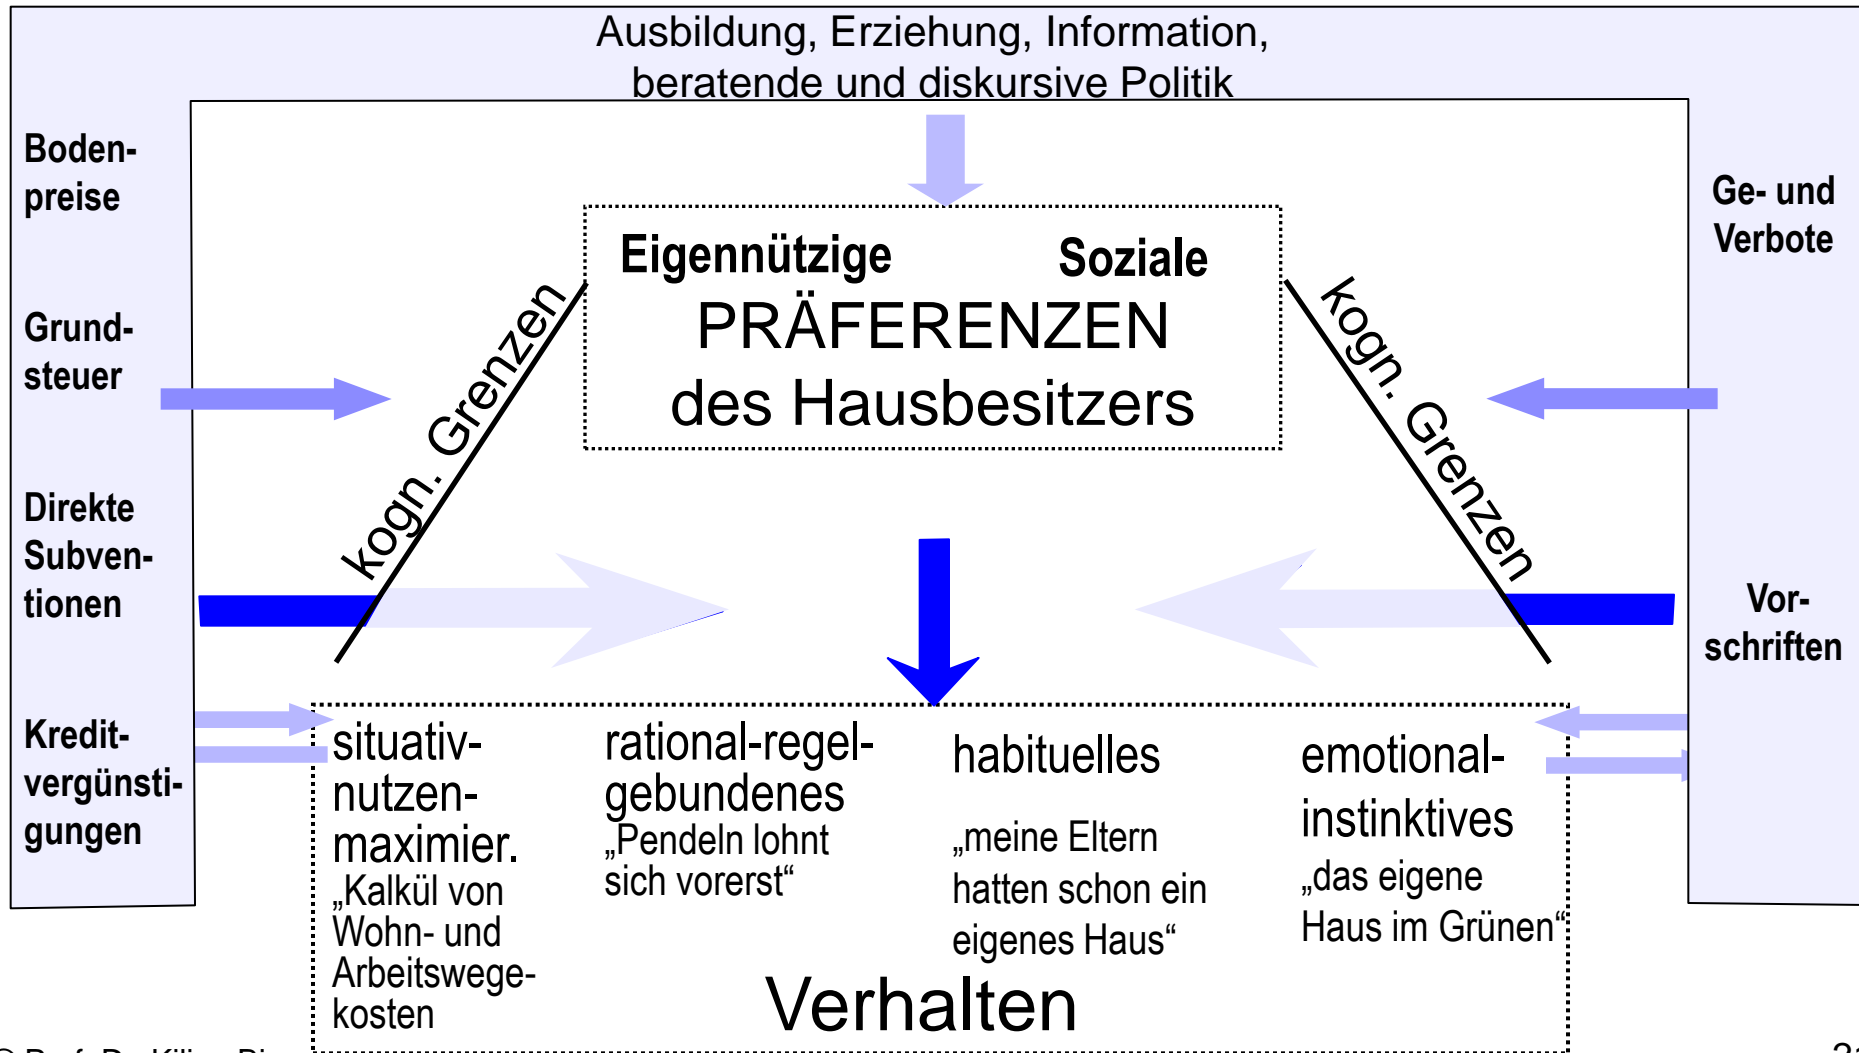 Ausbildung, Erziehung, Information,
beratende und diskursive Politik
Boden-
preise
Grund-
steuer
Direkte
Subven-
tionen
Kredit-
vergünsti-
gungen
kogn. Grenzen
Eigennützige Soziale
PRÄFERENZEN
des Hausbesitzers
kogn. Grenzen
Ge- und
Verbote
Vor-
schriften
situativ-
nutzen-
maximier.
„Kalkül von
Wohn- und
Arbeitswege-
kosten
rational-regel-
gebundenes
„Pendeln lohnt
sich vorerst“
habituelles
„meine Eltern
hatten schon ein
eigenes Haus“
emotional-
instinktives
„das eigene
Haus im Grünen“
Verhalten
© Prof. Dr. Kilian